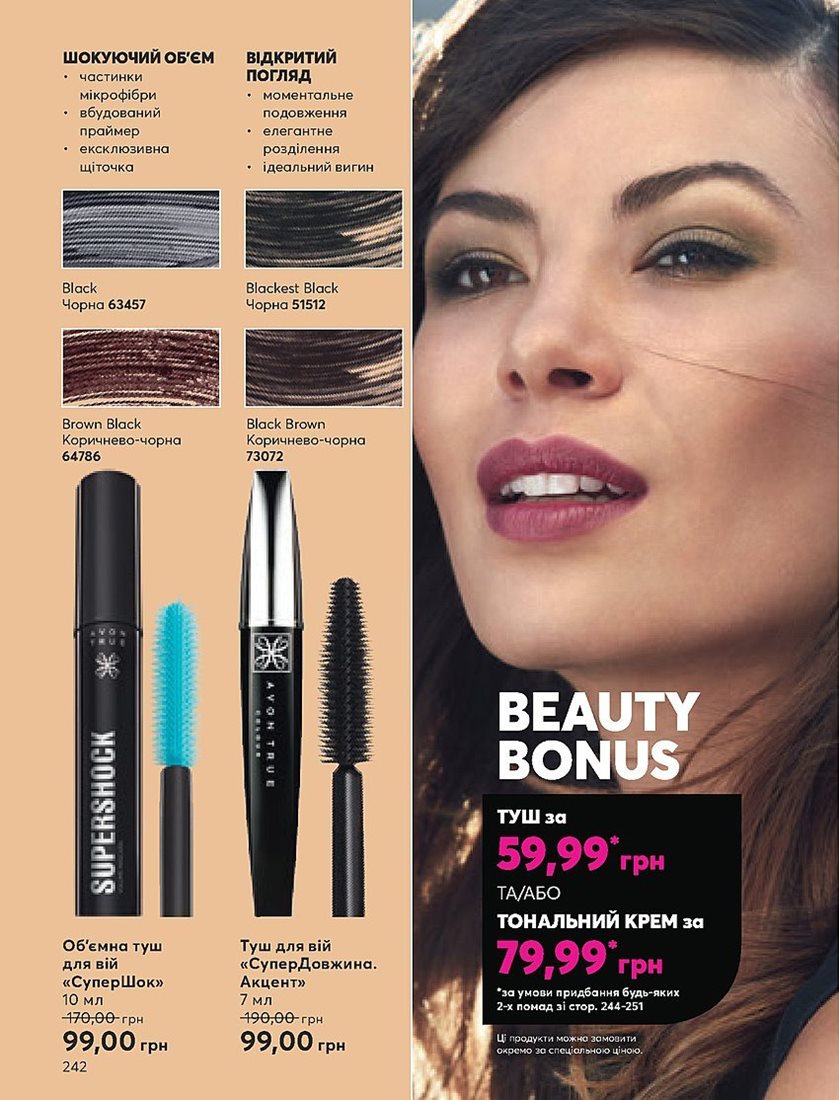 ШОКУЮЧИЙ ОБ'ЄМ
• частинки
мікрофібри
• вбудований
праймер
• ексклюзивна
щіточка
Black
Чорна 63457
Brown Black
Коричнево-чорна
64786
AVON
TRUE
SUPERSHOCK
Об'ємна туш
для вій
«СуперШок»
10 мл
170,00 грн
99,00 грн
242
ВІДКРИТИЙ
ПОГЛЯД
• моментальне
подовження
• елегантне
розділення
• ідеальний вигин
Blackest Black
Чорна 51512
Black Brown
Коричнево-чорна
73072
AVON TRUE
COLOUR
Туш для вій
«СуперДовжина.
Акцент»
7 мл
190,00 грн
99,00 грн
BEAUTY
BONUS
ТУШ за
59,99* грн
ТА/АБО
ТОНАЛЬНИЙ КРЕМ за
79,99* грн
*за умови придбання будь-яких
2-х помад зі стор. 244-251
Ці продукти можна замовити
окремо за спеціальною ціною.